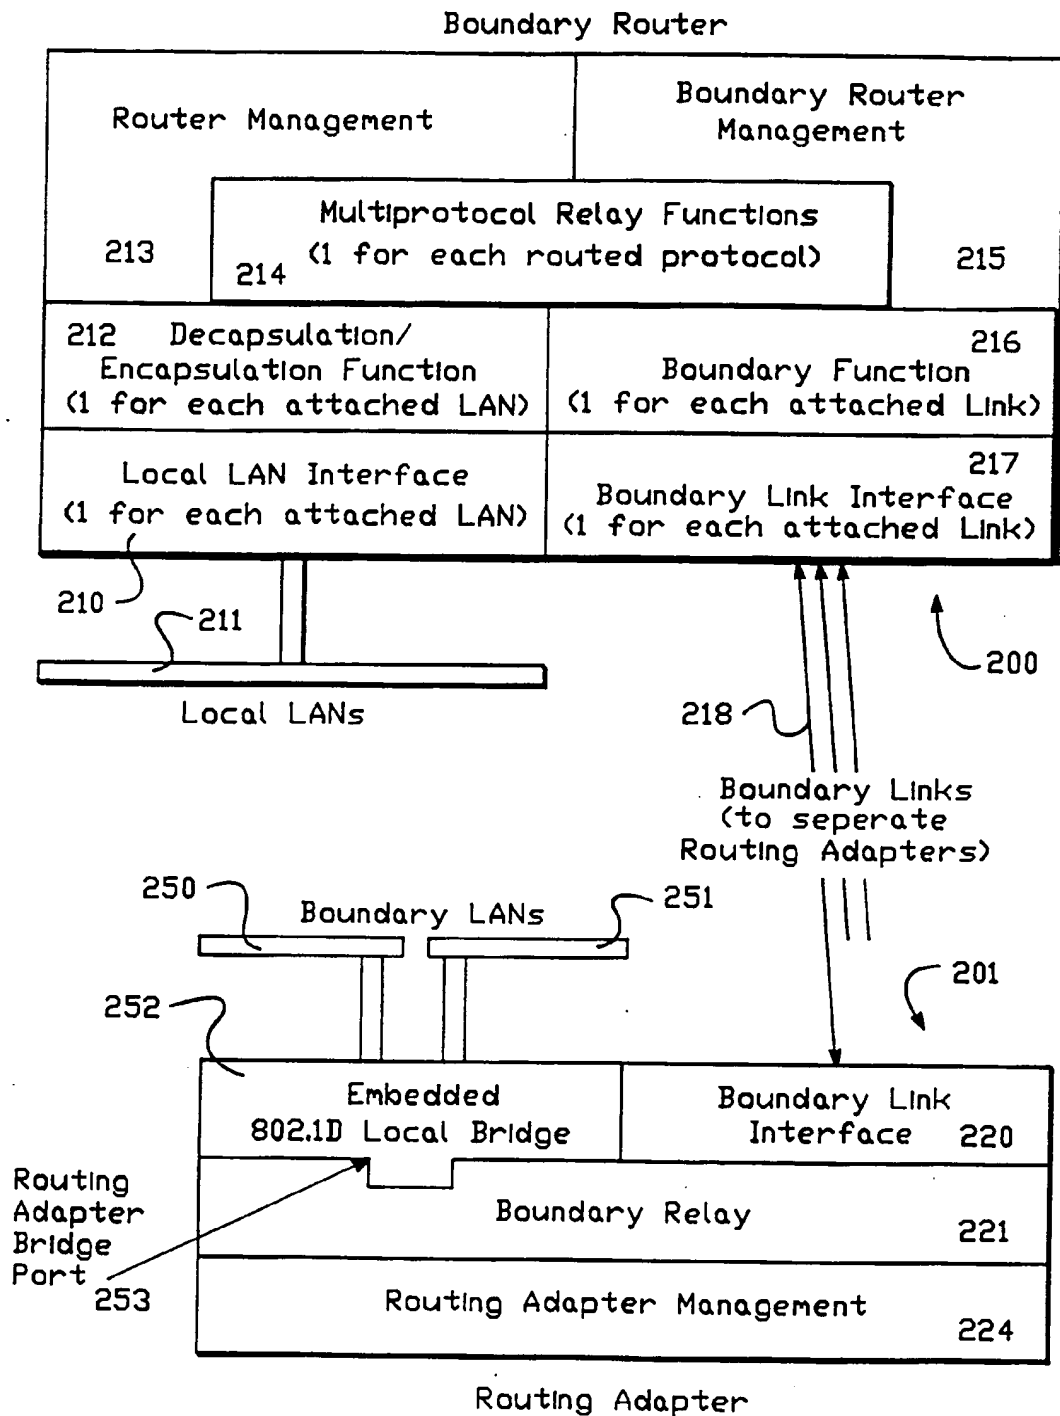 Boundary Router
Router Management
Boundary Router
Management
Multiprotocol Relay Functions
(1 for each routed protocol)
213
214
215
212 Decapsulation/
Encapsulation Function
(1 for each attached LAN)
216
Boundary Function
(1 for each attached Link)
Local LAN Interface
(1 for each attached LAN)
217
Boundary Link Interface
(1 for each attached Link)
210
211
Local LANs
200
218
Boundary Links
(to seperate
Routing Adapters)
250
Boundary LANs
251
252
201
Embedded
802.1D Local Bridge
Boundary Link
Interface 220
Routing
Adapter
Bridge
Port
253
Boundary Relay
221
Routing Adapter Management
224
Routing Adapter